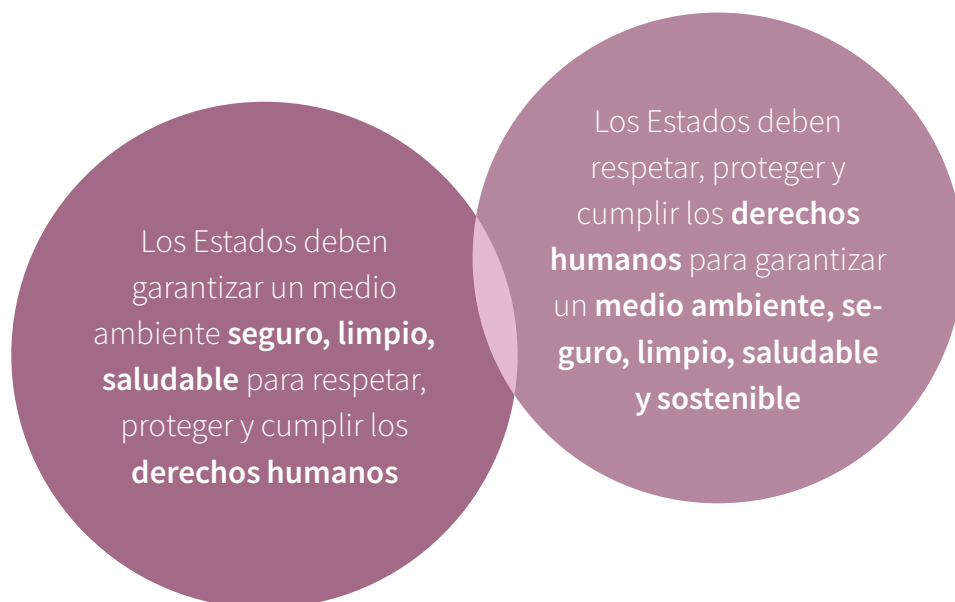 Los Estados deben
garantizar un medio
ambiente seguro, limpio,
saludable para respetar,
proteger y cumplir los
derechos humanos
Los Estados deben
respetar, proteger y
cumplir los derechos
humanos para garantizar
un medio ambiente, se-
guro, limpio, saludable
y sostenible